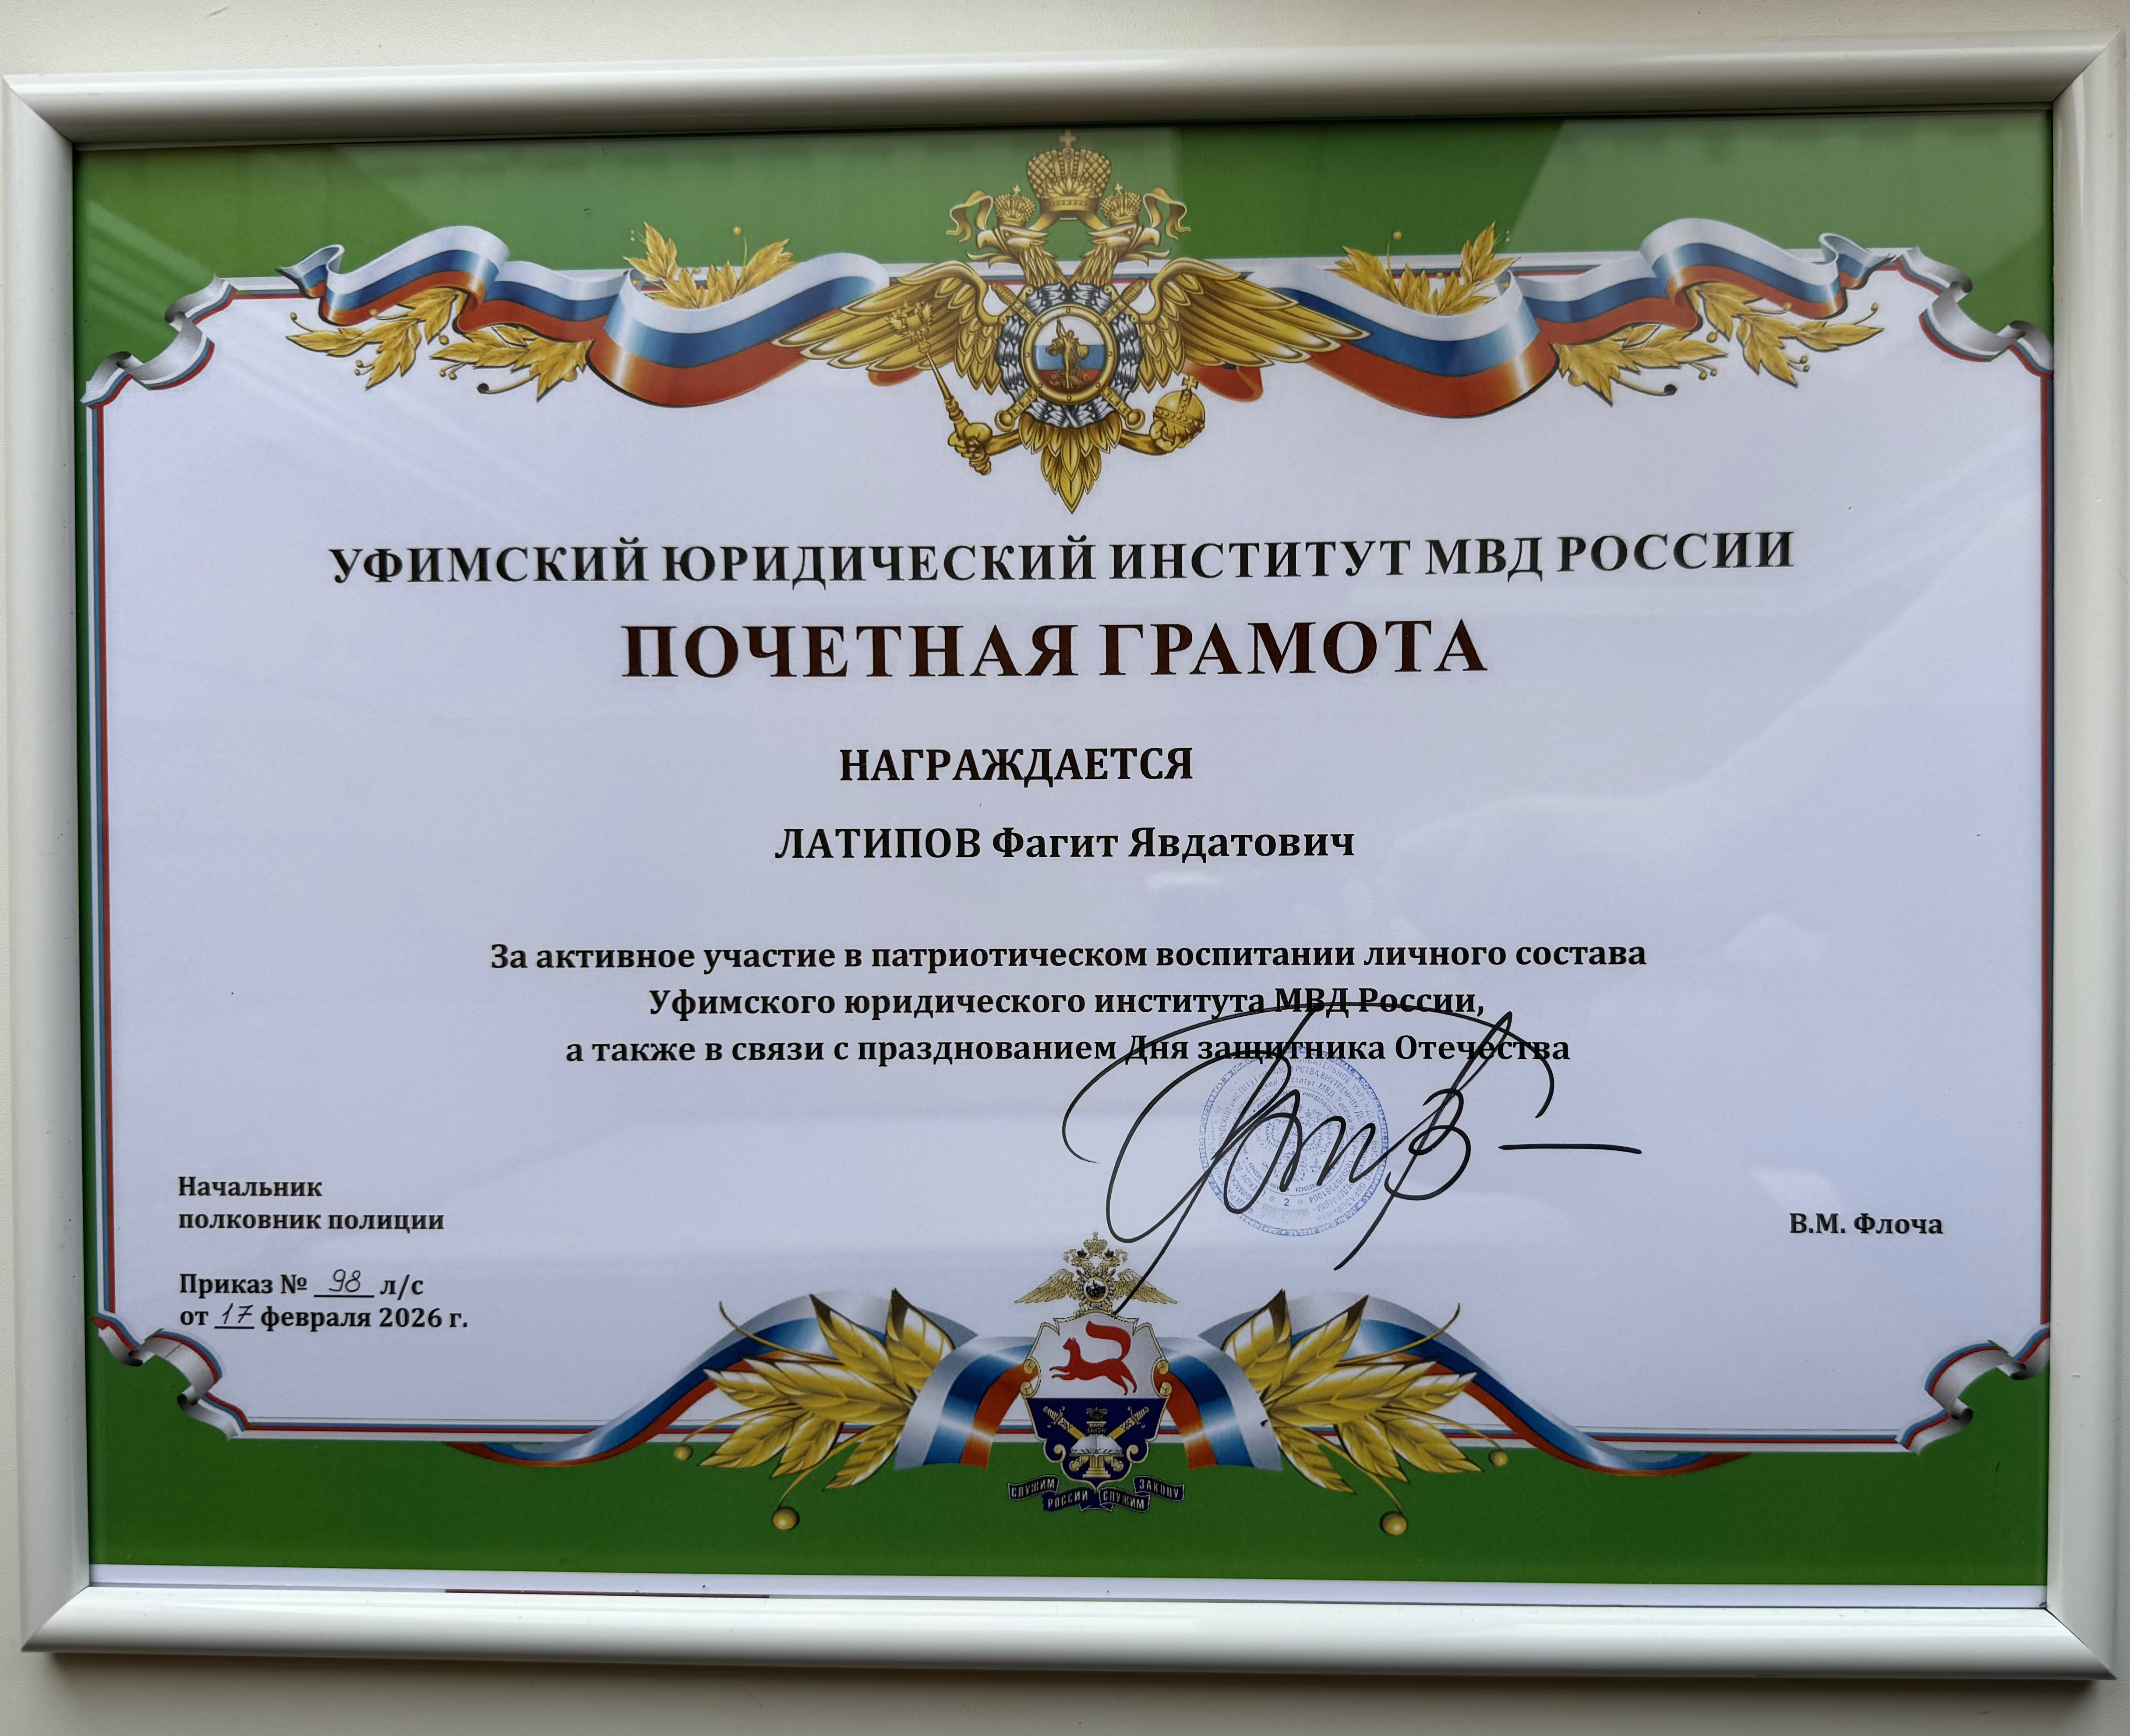 УФИМСКИЙ ЮРИДИЧЕСКИЙ ИНСТИТУТ МВД РОССИИ
ПОЧЕТНАЯ ГРАМОТА
НАГРАЖДАЕТСЯ
ЛАТИПОВ Фагит Явдатович
За активное участие в патриотическом воспитании личного состава
Уфимского юридического института МВД России,
а также в связи с празднованием Дня защитника Отечества
Начальник
полковник полиции
В.М. Флоча
Приказ № 98 л/с
от 17 февраля 2026 г.
СЛУЖИМ РОССИИ СЛУЖИМ ЗАКОНУ